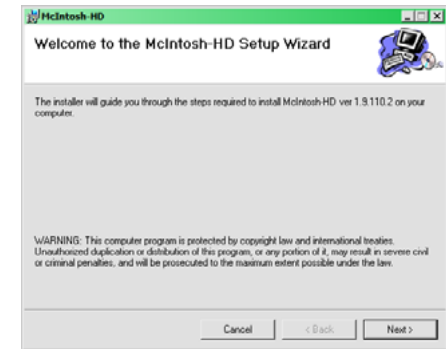 McIntosh-HD
Welcome to the McIntosh-HD Setup Wizard
The installer will guide you through the steps required to install McIntosh-HD ver 1.9.110.2 on your
computer.
WARNING: This computer program is protected by copyright law and international treaties.
Unauthorized duplication or distribution of this program, or any portion of it, may result in severe civil
or criminal penalties, and will be prosecuted to the maximum extent possible under the law.
Cancel < Back Next >